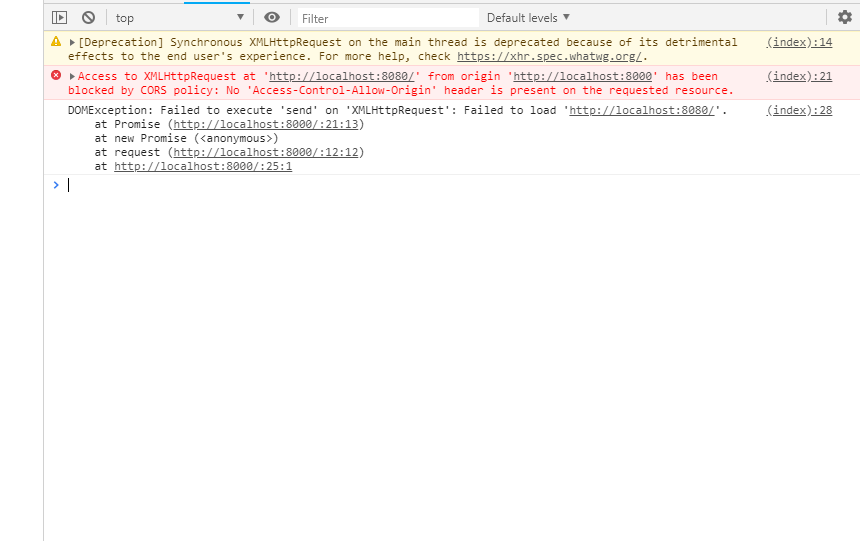 top
Filter
Default levels
[Deprecation] Synchronous XMLHttpRequest on the main thread is deprecated because of its detrimental (index):14
effects to the end user's experience. For more help, check https://xhr.spec.whatwg.org/.
Access to XMLHttpRequest at 'http://localhost:8080/' from origin 'http://localhost:8000' has been (index):21
blocked by CORS policy: No 'Access-Control-Allow-Origin' header is present on the requested resource.
DOMException: Failed to execute 'send' on 'XMLHttpRequest': Failed to load 'http://localhost:8080/'. (index):28
at Promise (http://localhost:8000/:21:13)
at new Promise (<anonymous>)
at request (http://localhost:8000/:12:12)
at http://localhost:8000/:25:1